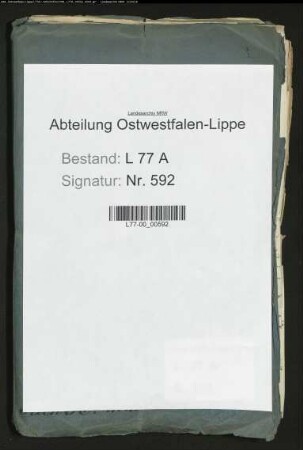 Landesarchiv NRW
Abteilung Ostwestfalen-Lippe
Bestand: L 77 A
Signatur: Nr. 592
L77-00_00592